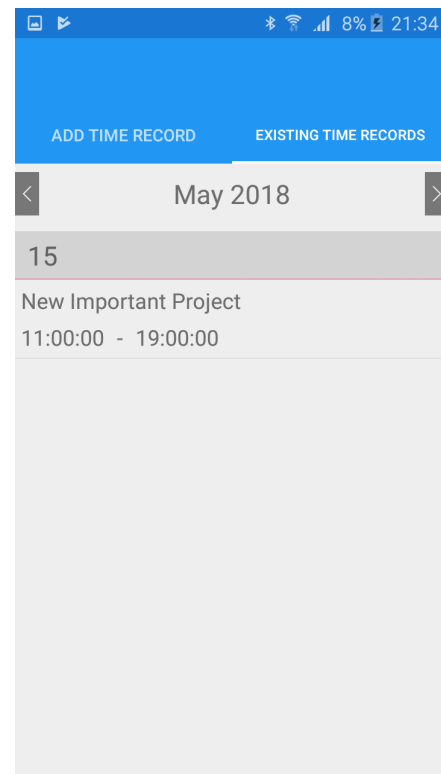 8% 21:34
ADD TIME RECORD EXISTING TIME RECORDS
May 2018
15
New Important Project
11:00:00 - 19:00:00